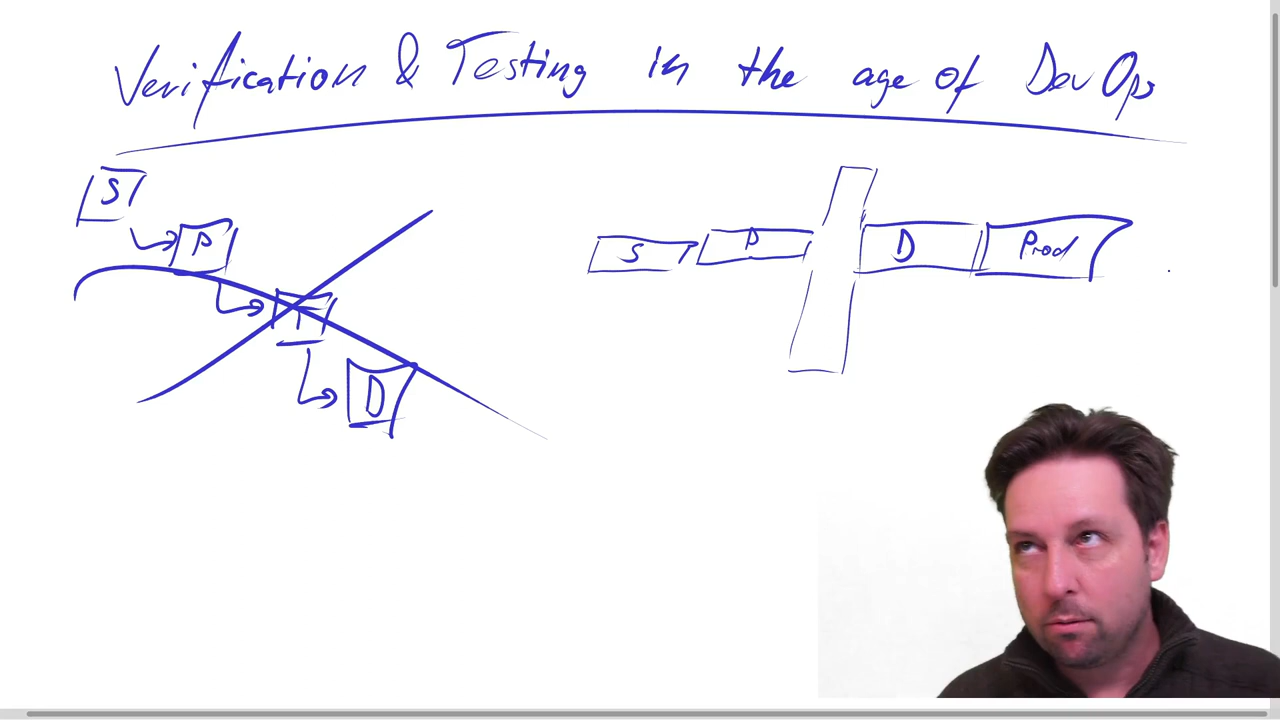 Verification & Testing in the age of DevOps
S
P
T
D
S
P
D
Prod